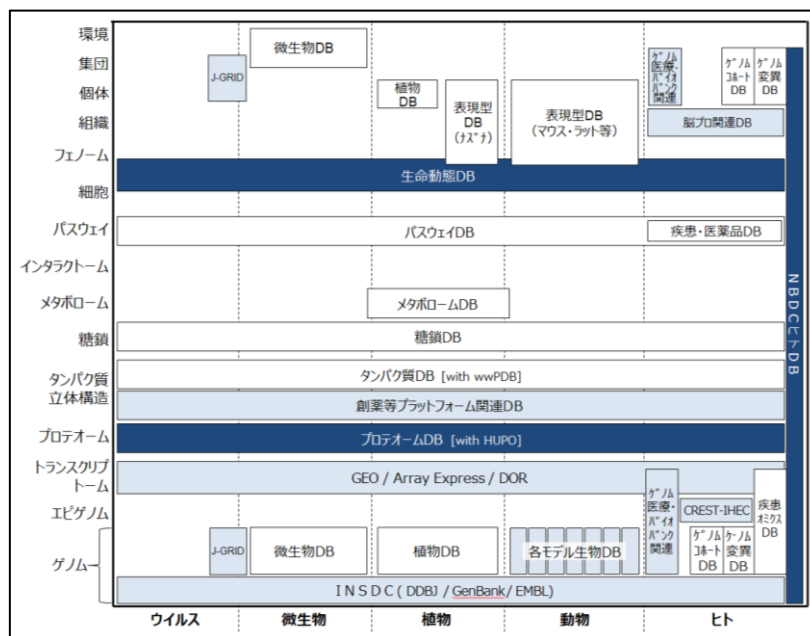 環境
集団
個体
組織
フェノーム
細胞
パスウェイ
インタラクトーム
メタボローム
糖鎖
タンパク質
立体構造
プロテオーム
トランスクリプ
トーム
エピゲノム
ゲノム
微生物DB
J-GRID
植物
DB
表現型
DB
(ナズナ)
表現型DB
(マウス・ラット等)
ゲノム
医療・
バイオ
バンク
関連
ゲノム
コホート
DB
ゲノム
変異
DB
脳プロ関連DB
生命動態DB
パスウェイDB
疾患・医薬品DB
メタボロームDB
糖鎖DB
タンパク質DB [with wwPDB]
創薬等プラットフォーム関連DB
プロテオームDB [with HUPO]
GEO / Array Express / DOR
ゲノム
医療・
バイオ
バンク
関連
CREST-IHEC
疾患
オミクス
DB
J-GRID
微生物DB
植物DB
各モデル生物DB
ゲノム
コホート
DB
ゲノム
変異
DB
INSDC( DDBJ / GenBank/ EMBL)
NBDCヒトDB
ウイルス
微生物
植物
動物
ヒト